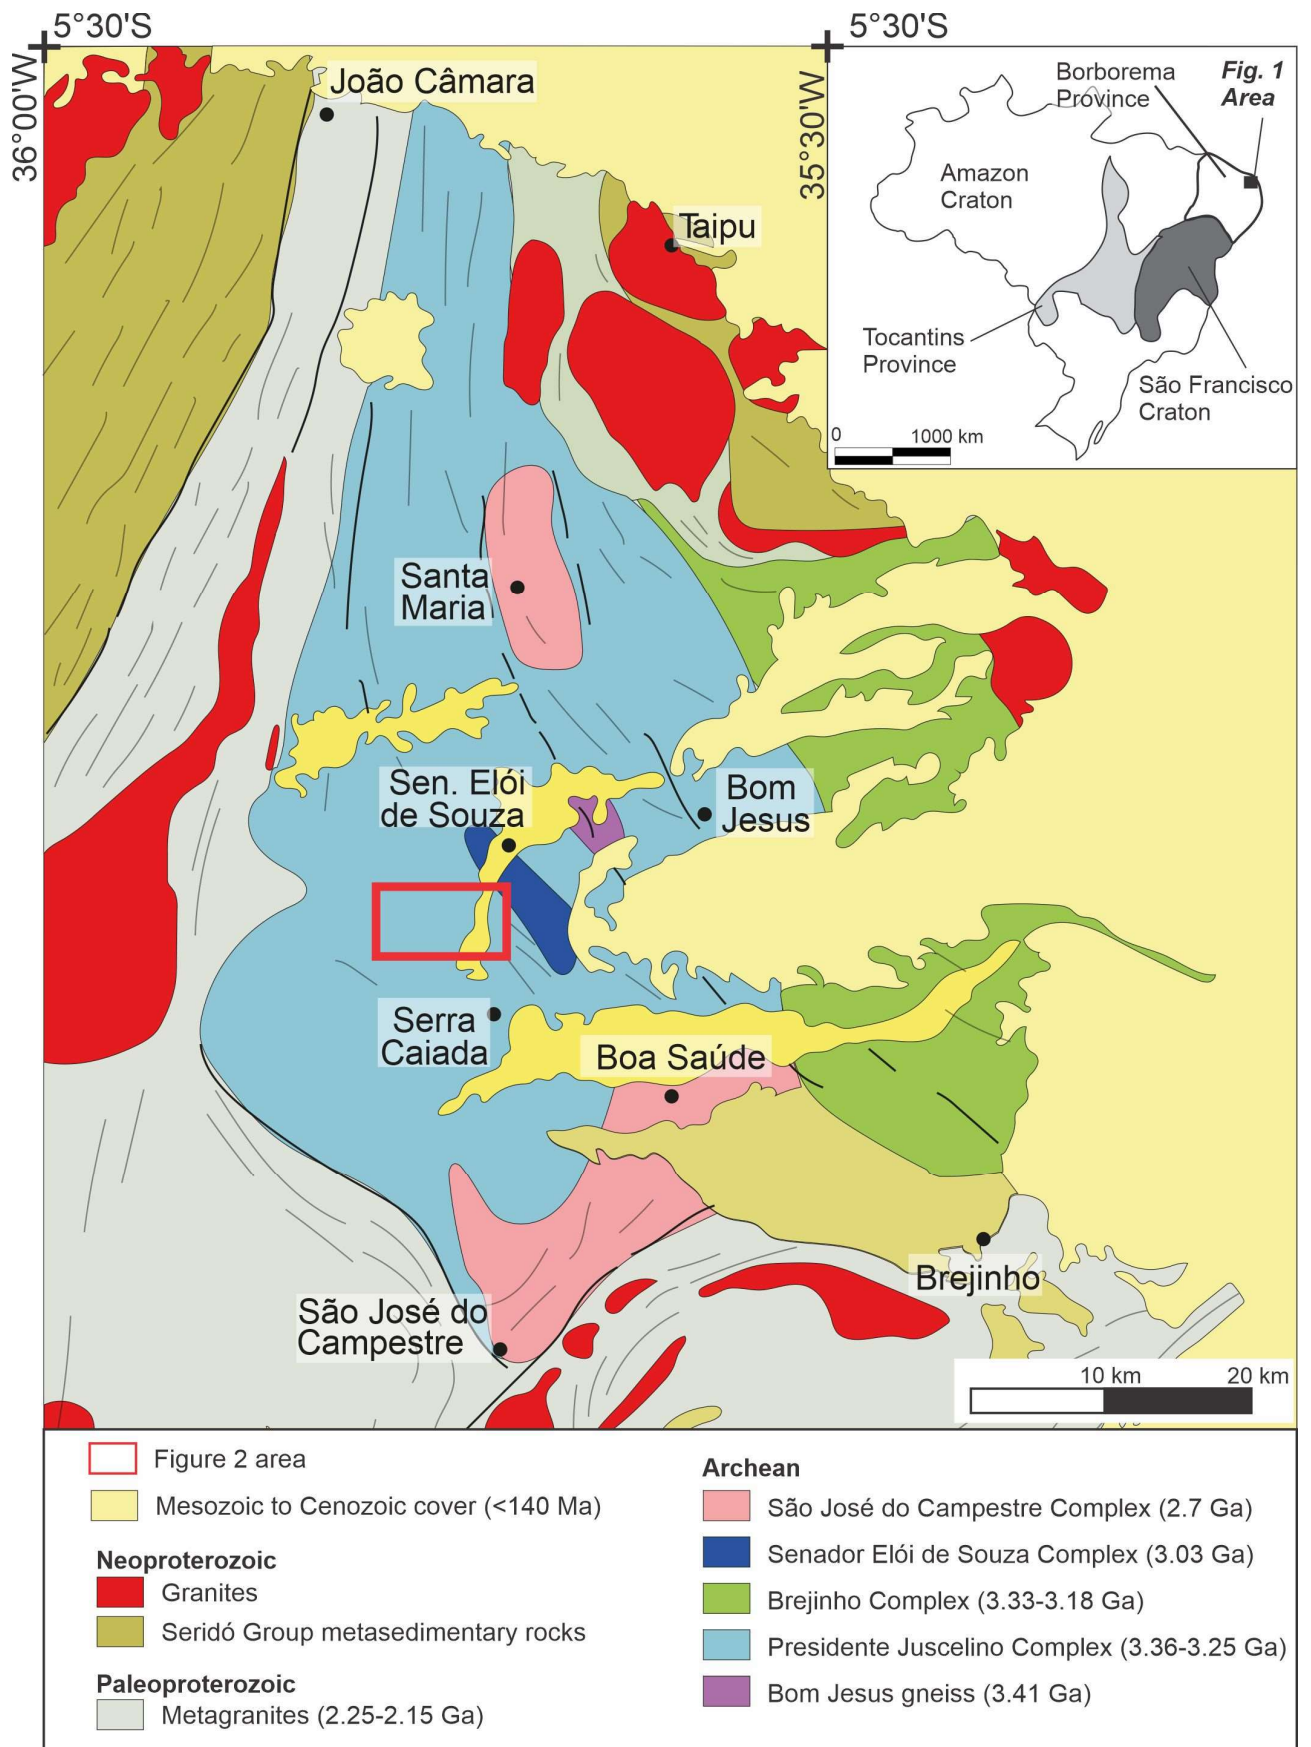 5°30'S
5°30'S
36°00'W
35°30'W
João Câmara
Taipu
Borborema
Province
Fig. 1
Area
Amazon
Craton
Tocantins
Province
São Francisco
Craton
0
1000 km
Santa
Maria
Sen. Elói
de Souza
Bom
Jesus
Serra
Caiada
Boa Saúde
Brejinho
São José do
Campestre
10 km
20 km
Figure 2 area
Mesozoic to Cenozoic cover (<140 Ma)
Neoproterozoic
Granites
Seridó Group metasedimentary rocks
Paleoproterozoic
Metagranites (2.25-2.15 Ga)
Archean
São José do Campestre Complex (2.7 Ga)
Senador Elói de Souza Complex (3.03 Ga)
Brejinho Complex (3.33-3.18 Ga)
Presidente Juscelino Complex (3.36-3.25 Ga)
Bom Jesus gneiss (3.41 Ga)